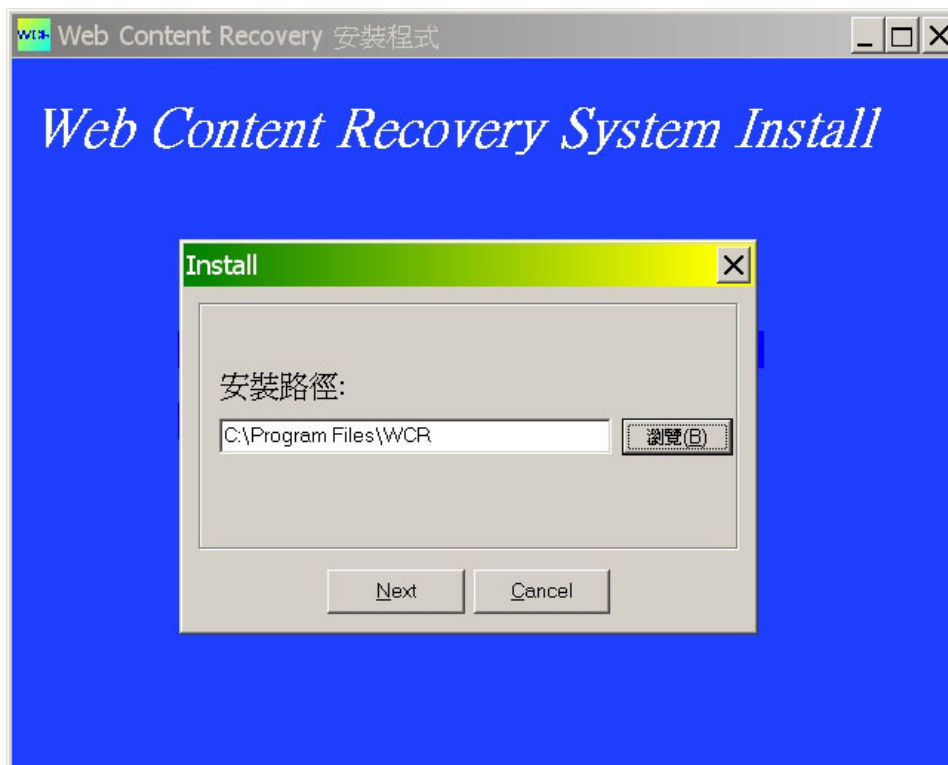 WCR Web Content Recovery 安裝程式
Web Content Recovery System Install
Install
安裝路徑:
C:\Program Files\WCR
瀏覽(B)
Next Cancel